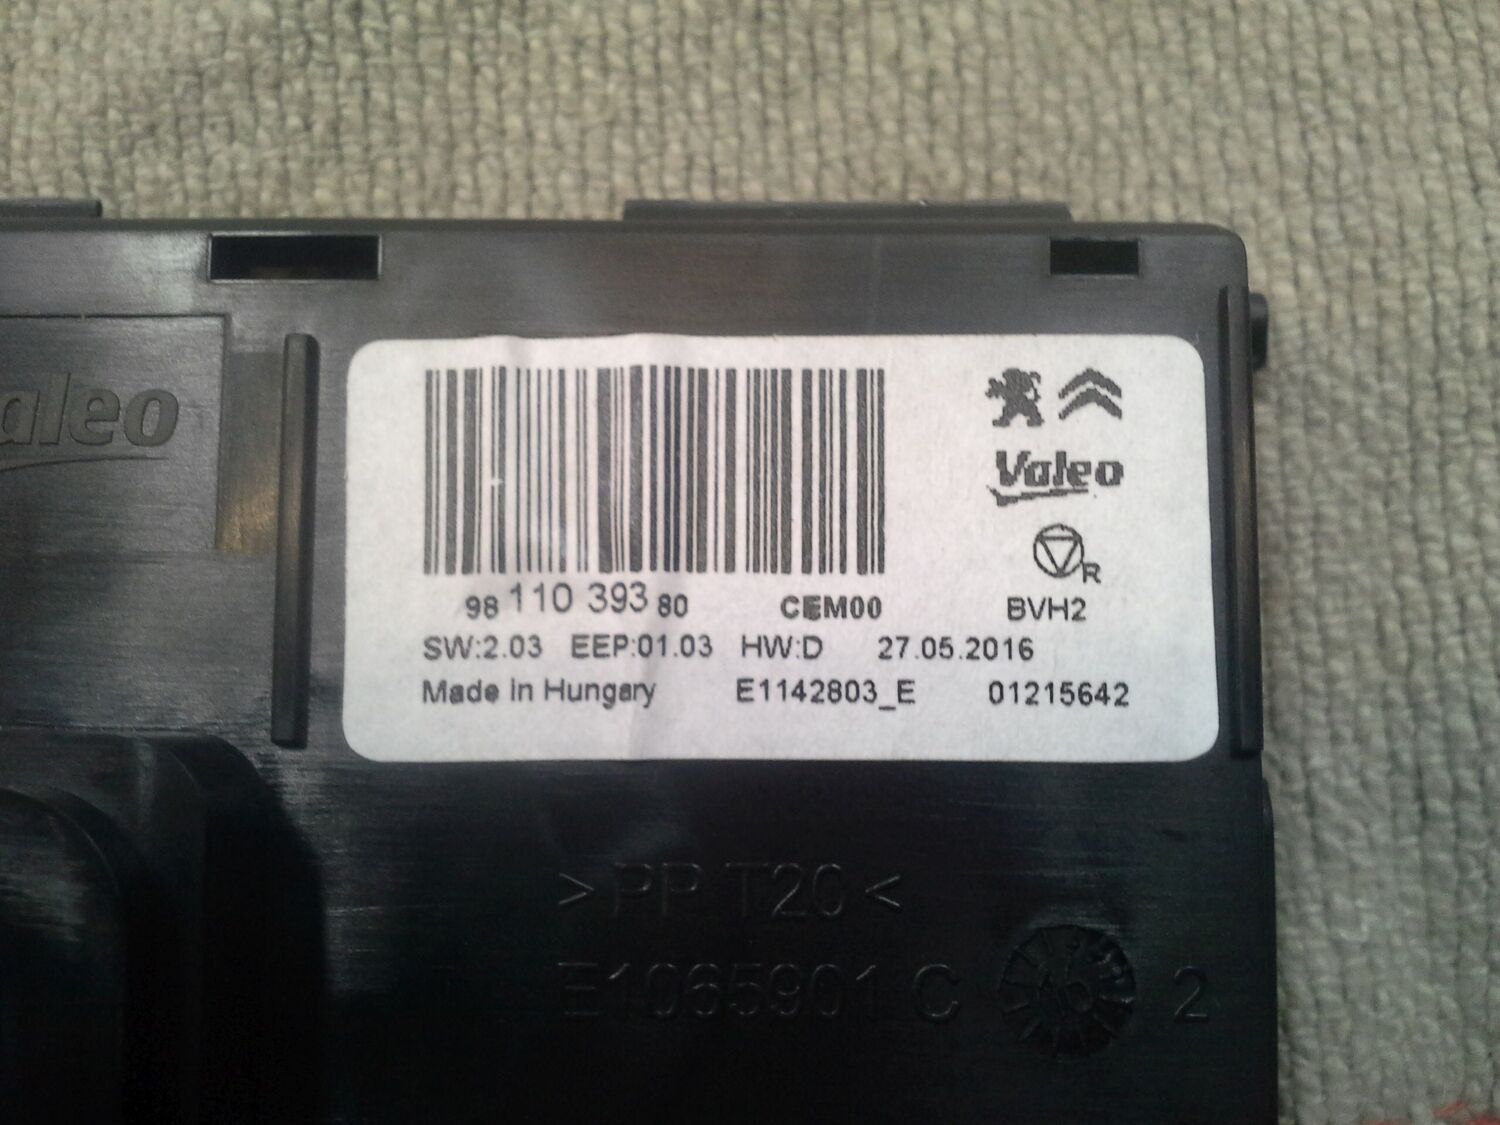 aleo
Valeo
R
98 110 393 80 CEM00 BVH2
SW:2.03 EEP:01.03 HW:D 27.05.2016
Made in Hungary E1142803_E 01215642
>PP T20<
E1065901 C 2